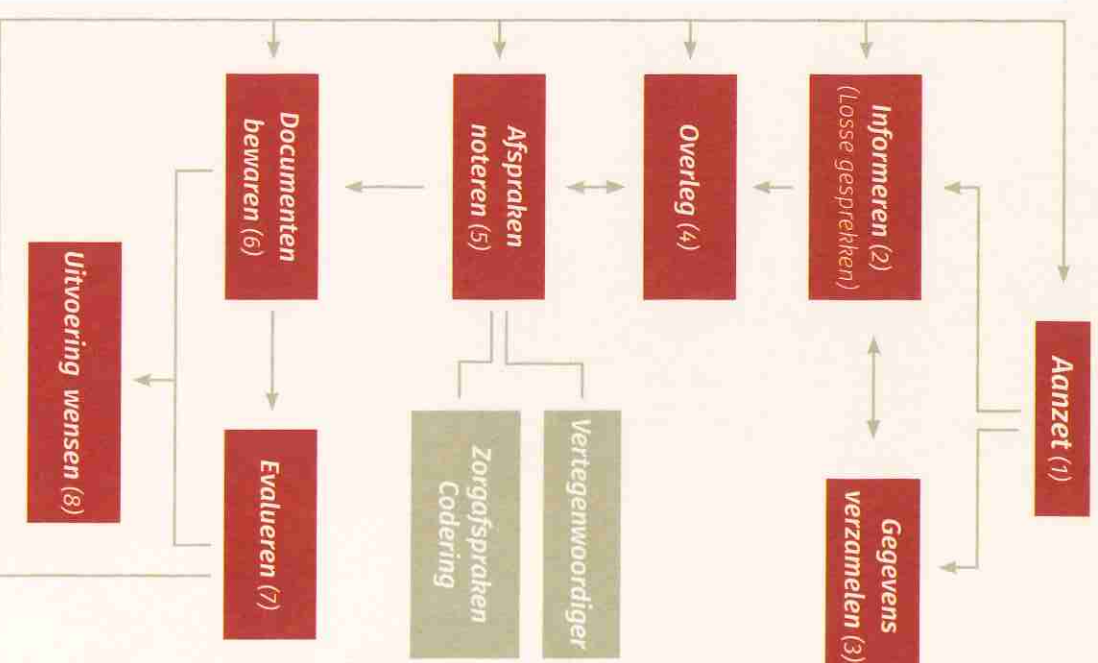 Aanzet (1)
Informeren (2)
(Losse gesprekken)
Gegevens
verzamelen (3)
Overleg (4)
Afspraken
noteren (5)
Vertegenwoordiger
Zorgafspraken
Codering
Documenten
bewaren (6)
Evalueren (7)
Uitvoering wensen (8)